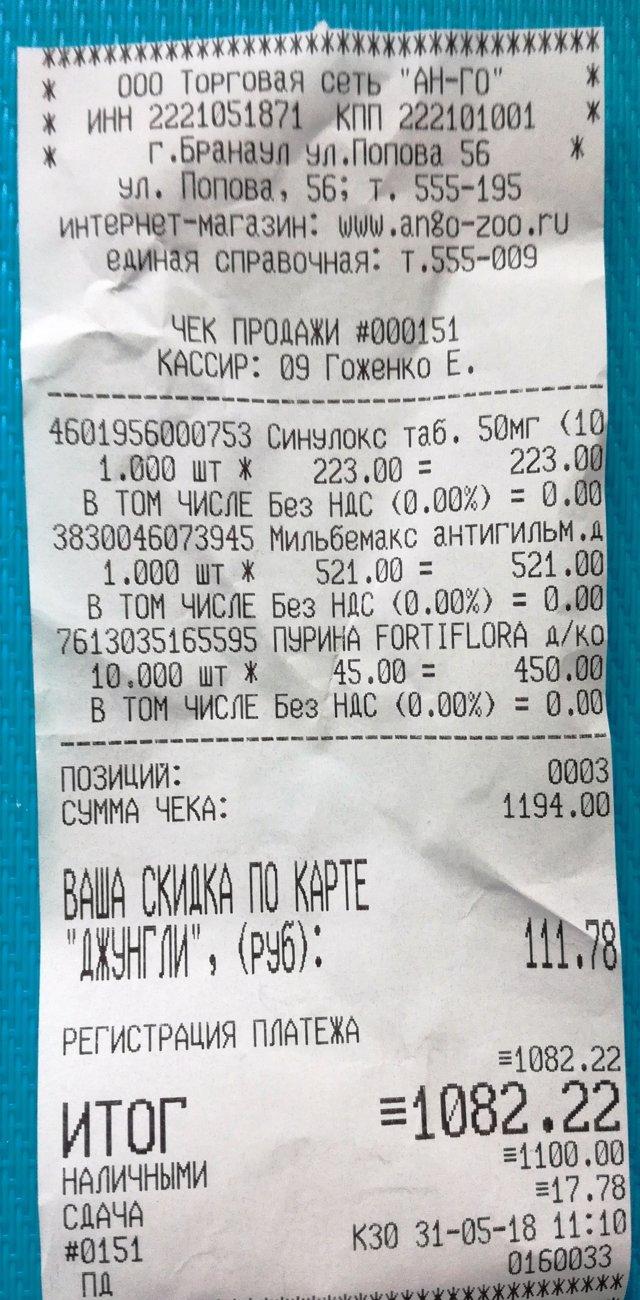 *****************************************
* ООО Торговая сеть "АН-ГО" *
* ИНН 2221051871 КПП 222101001 *
* г.Бранаул ул.Попова 56 *
ул. Попова, 56; т. 555-195
интернет-магазин: www.ango-zoo.ru
единая справочная: т.555-009
ЧЕК ПРОДАЖИ #000151
КАССИР: 09 Гоженко Е.
4601956000753 Синулокс таб. 50мг (10
1.000 шт * 223.00 = 223.00
В ТОМ ЧИСЛЕ Без НДС (0.00%) = 0.00
3830046073945 Мильбемакс антигильм.д
1.000 шт * 521.00 = 521.00
В ТОМ ЧИСЛЕ Без НДС (0.00%) = 0.00
7613035165595 ПУРИНА FORTIFLORA д/ко
10.000 шт * 45.00 = 450.00
В ТОМ ЧИСЛЕ Без НДС (0.00%) = 0.00
ПОЗИЦИЙ: 0003
СУММА ЧЕКА: 1194.00
ВАША СКИДКА ПО КАРТЕ
"ДЖУНГЛИ", (руб): 111.78
РЕГИСТРАЦИЯ ПЛАТЕЖА
≡1082.22
ИТОГ ≡1082.22
НАЛИЧНЫМИ ≡1100.00
СДАЧА ≡17.78
#0151 К30 31-05-18 11:10
ПД 0160033